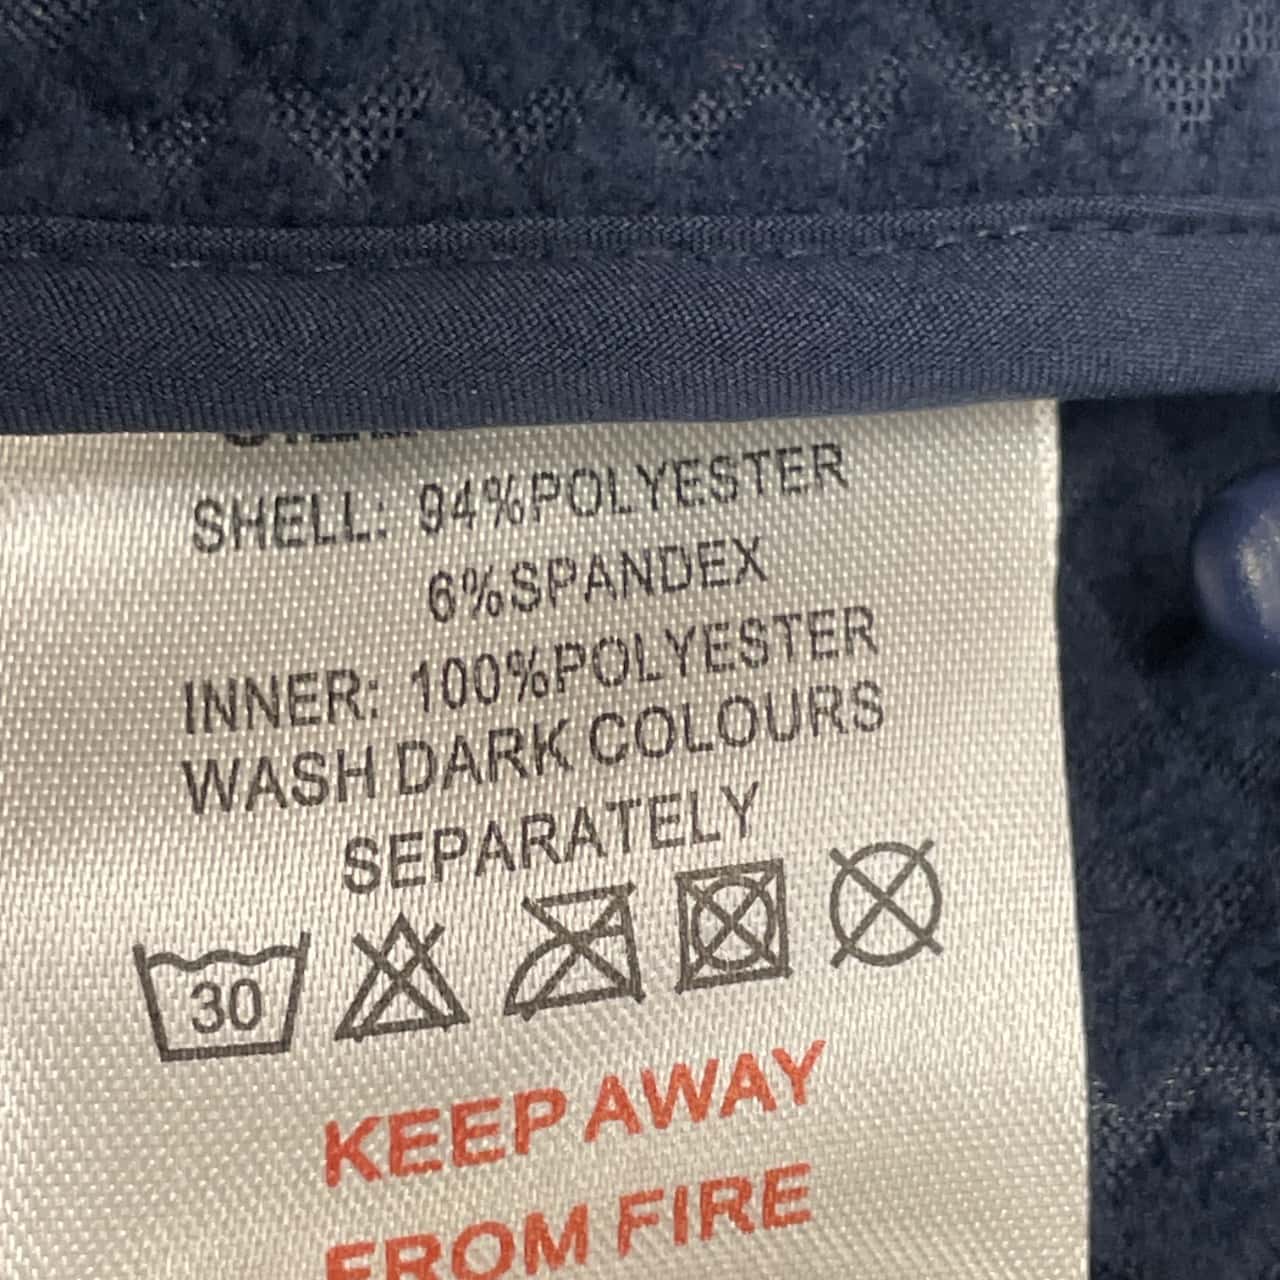 SHELL: 94%POLYESTER
6%SPANDEX
INNER: 100%POLYESTER
WASH DARK COLOURS
SEPARATELY
30
KEEP AWAY
FROM FIRE